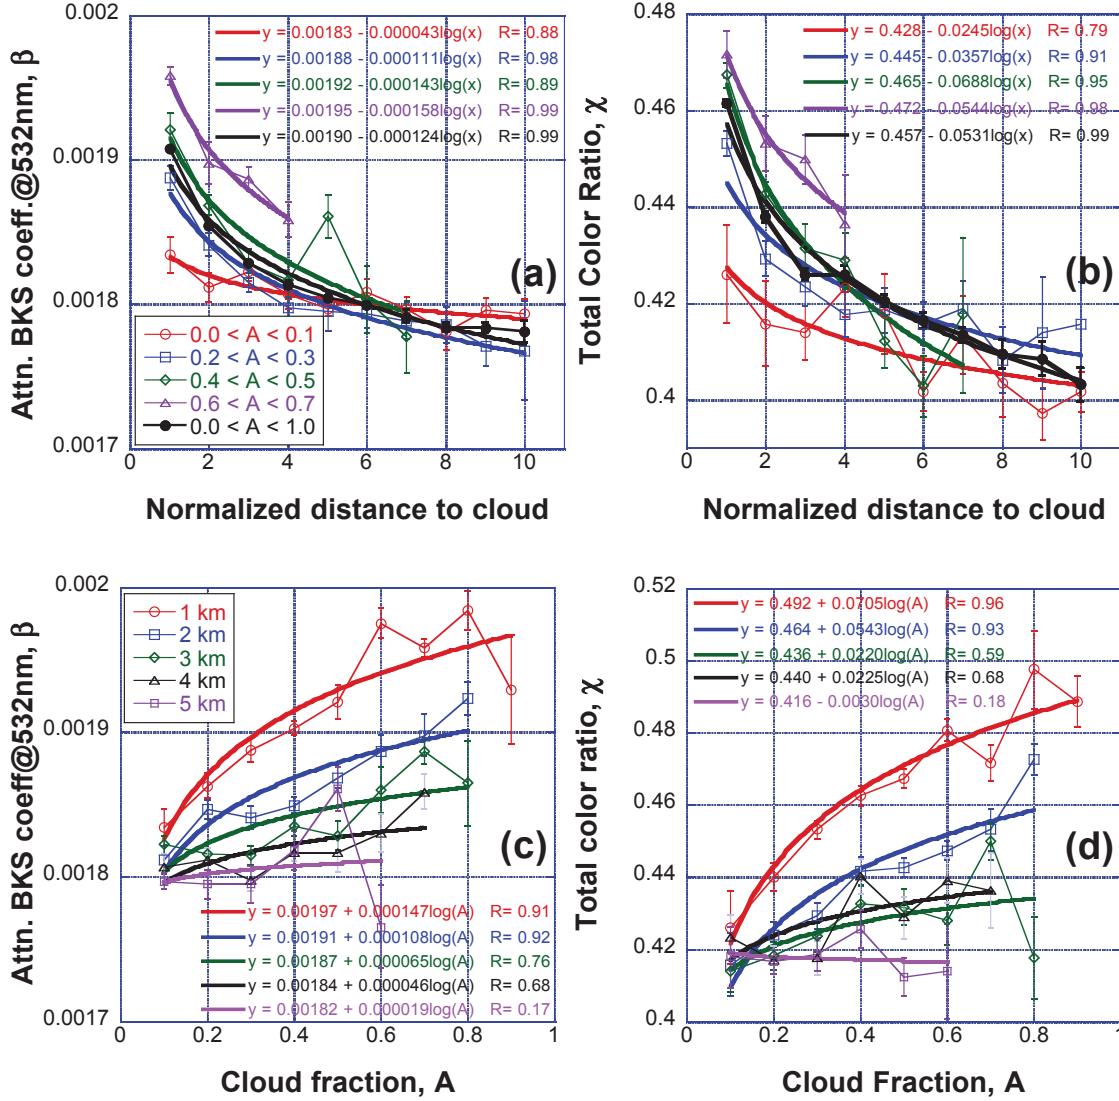 0.002
0.0019
0.0018
0.0017
Attn. BKS coeff.@532nm, β
y = 0.00183 - 0.000043log(x) R= 0.88
y = 0.00188 - 0.000111log(x) R= 0.98
y = 0.00192 - 0.000143log(x) R= 0.89
y = 0.00195 - 0.000158log(x) R= 0.99
y = 0.00190 - 0.000124log(x) R= 0.99
(a)
0.0 < A < 0.1
0.2 < A < 0.3
0.4 < A < 0.5
0.6 < A < 0.7
0.0 < A < 1.0
0 2 4 6 8 10
Normalized distance to cloud
0.48
0.46
0.44
0.42
0.4
Total Color Ratio, χ
y = 0.428 - 0.0245log(x) R= 0.79
y = 0.445 - 0.0357log(x) R= 0.91
y = 0.465 - 0.0688log(x) R= 0.95
y = 0.472 - 0.0544log(x) R= 0.98
y = 0.457 - 0.0531log(x) R= 0.99
(b)
0 2 4 6 8 10
Normalized distance to cloud
0.002
0.0019
0.0018
0.0017
Attn. BKS coeff@532nm, β
1 km
2 km
3 km
4 km
5 km
(c)
y = 0.00197 + 0.000147log(A) R= 0.91
y = 0.00191 + 0.000108log(A) R= 0.92
y = 0.00187 + 0.000065log(A) R= 0.76
y = 0.00184 + 0.000046log(A) R= 0.68
y = 0.00182 + 0.000019log(A) R= 0.17
0 0.2 0.4 0.6 0.8 1
Cloud fraction, A
0.52
0.5
0.48
0.46
0.44
0.42
0.4
Total color ratio, χ
y = 0.492 + 0.0705log(A) R= 0.96
y = 0.464 + 0.0543log(A) R= 0.93
y = 0.436 + 0.0220log(A) R= 0.59
y = 0.440 + 0.0225log(A) R= 0.68
y = 0.416 - 0.0030log(A) R= 0.18
(d)
0 0.2 0.4 0.6 0.8 1
Cloud Fraction, A